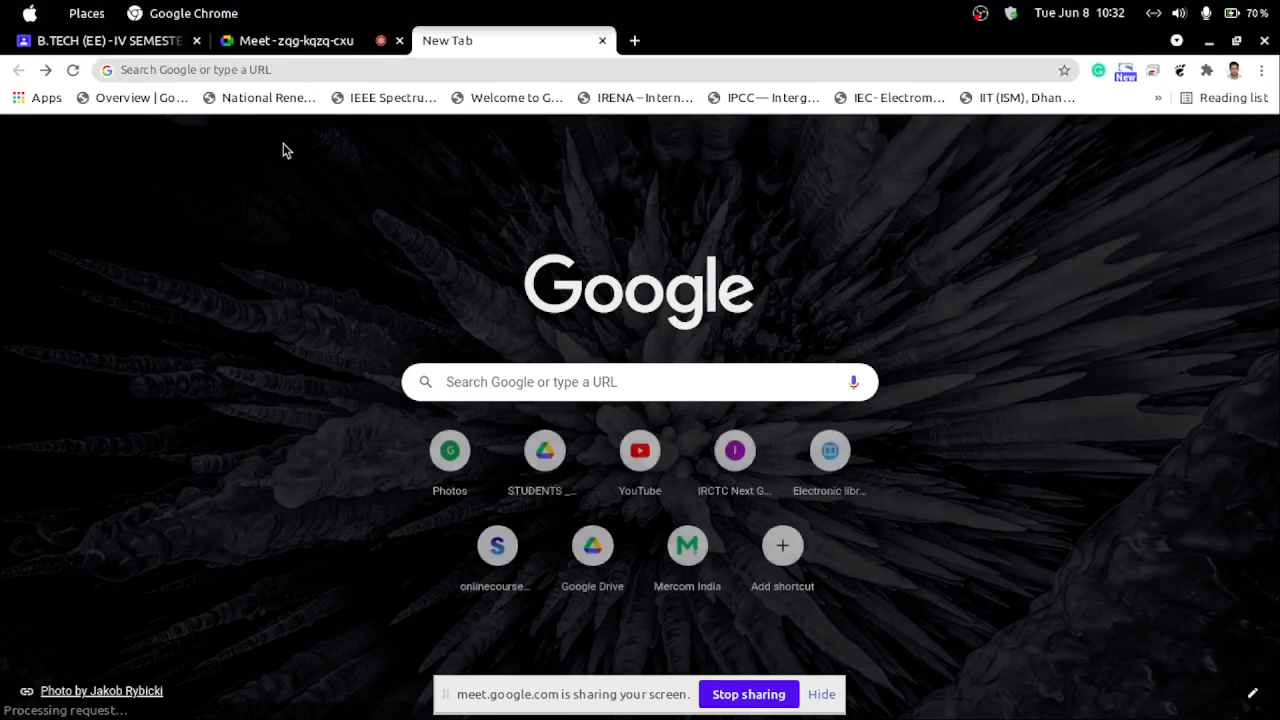 Places Google Chrome Tue Jun 8 10:32 70 %
B.TECH (EE) - IV SEMESTE Meet - zqg-kqzq-cxu New Tab
Search Google or type a URL New
Apps Overview | Go... National Rene... IEEE Spectru... Welcome to G... IRENA – Intern... IPCC — Interg... IEC - Electrom... IIT (ISM), Dhan... » Reading list
Google
Search Google or type a URL
G I
Photos STUDENTS _... YouTube IRCTC Next G... Electronic libr...
S M
onlinecourse... Google Drive Mercom India Add shortcut
Photo by Jakob Rybicki
meet.google.com is sharing your screen. Stop sharing Hide
Processing request...